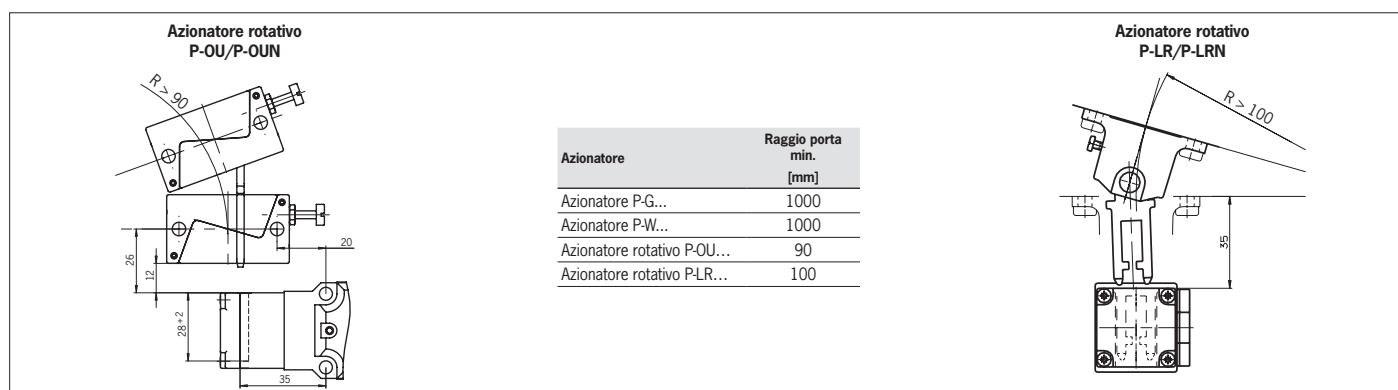 Azionatore rotativo
P-OU/P-OUN
R > 90
20
26
12
28+2
35
Azionatore
Raggio porta
min.
[mm]
Azionatore P-G... 1000
Azionatore P-W... 1000
Azionatore rotativo P-OU… 90
Azionatore rotativo P-LR… 100
Azionatore rotativo
P-LR/P-LRN
R > 100
35